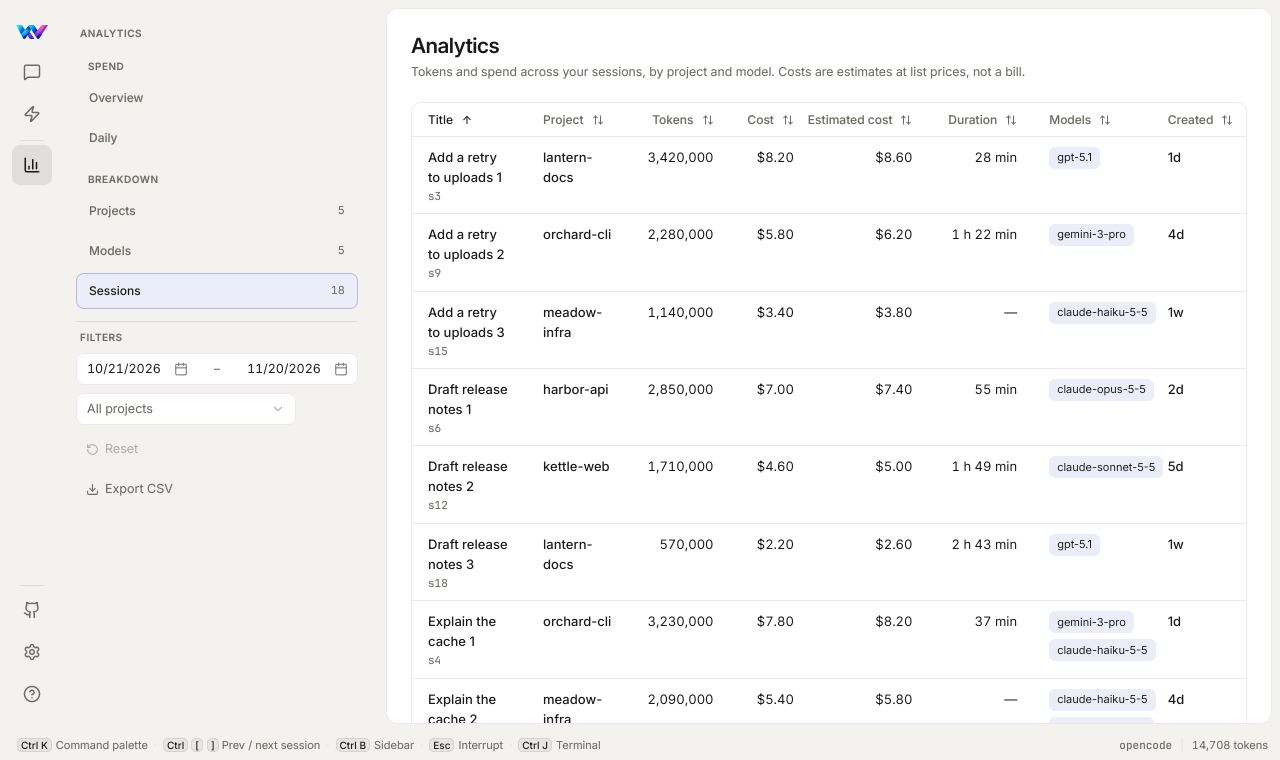 ANALYTICS
SPEND
Overview
Daily
BREAKDOWN
Projects 5
Models 5
Sessions 18
FILTERS
10/21/2026 – 11/20/2026
All projects
Reset
Export CSV
Analytics
Tokens and spend across your sessions, by project and model. Costs are estimates at list prices, not a bill.
Title Project Tokens Cost Estimated cost Duration Models Created
Add a retry lantern- 3,420,000 $8.20 $8.60 28 min gpt-5.1 1d
to uploads 1 docs
s3
Add a retry orchard-cli 2,280,000 $5.80 $6.20 1 h 22 min gemini-3-pro 4d
to uploads 2
s9
Add a retry meadow- 1,140,000 $3.40 $3.80 — claude-haiku-5-5 1w
to uploads 3 infra
s15
Draft release harbor-api 2,850,000 $7.00 $7.40 55 min claude-opus-5-5 2d
notes 1
s6
Draft release kettle-web 1,710,000 $4.60 $5.00 1 h 49 min claude-sonnet-5-5 5d
notes 2
s12
Draft release lantern- 570,000 $2.20 $2.60 2 h 43 min gpt-5.1 1w
notes 3 docs
s18
Explain the orchard-cli 3,230,000 $7.80 $8.20 37 min gemini-3-pro 1d
cache 1 claude-haiku-5-5
s4
Explain the meadow- 2,090,000 $5.40 $5.80 — claude-haiku-5-5 4d
cache 2 infra
Ctrl K Command palette Ctrl [ ] Prev / next session Ctrl B Sidebar Esc Interrupt Ctrl J Terminal opencode 14,708 tokens